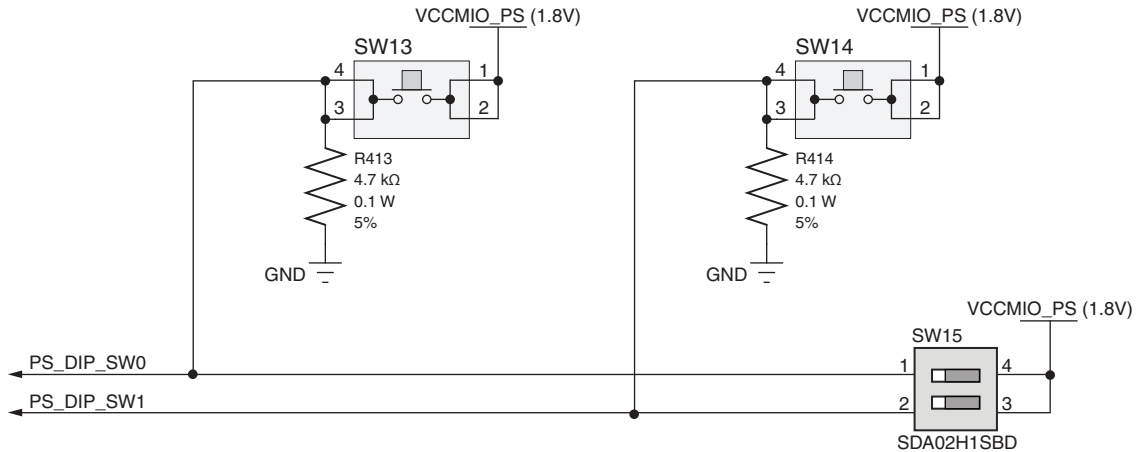 VCCMIO_PS (1.8V)
VCCMIO_PS (1.8V)
SW13
SW14
4
1
3
2
4
1
3
2
R413
4.7 kΩ
0.1 W
5%
R414
4.7 kΩ
0.1 W
5%
GND
GND
VCCMIO_PS (1.8V)
SW15
PS_DIP_SW0
1
4
PS_DIP_SW1
2
3
SDA02H1SBD